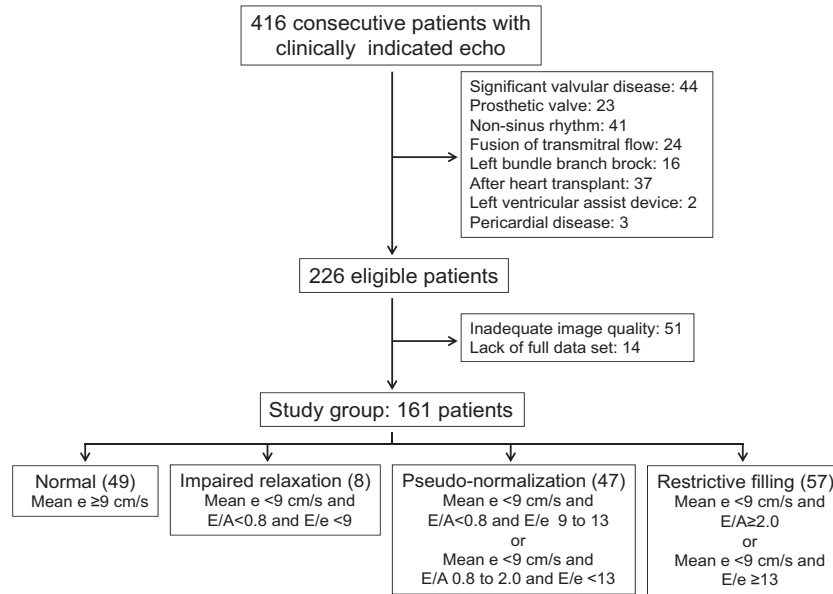 416 consecutive patients with
clinically indicated echo
Significant valvular disease: 44
Prosthetic valve: 23
Non-sinus rhythm: 41
Fusion of transmitral flow: 24
Left bundle branch brock: 16
After heart transplant: 37
Left ventricular assist device: 2
Pericardial disease: 3
226 eligible patients
Inadequate image quality: 51
Lack of full data set: 14
Study group: 161 patients
Normal (49)
Mean e ≥9 cm/s
Impaired relaxation (8)
Mean e <9 cm/s and
E/A<0.8 and E/e <9
Pseudo-normalization (47)
Mean e <9 cm/s and
E/A<0.8 and E/e 9 to 13
or
Mean e <9 cm/s and
E/A 0.8 to 2.0 and E/e <13
Restrictive filling (57)
Mean e <9 cm/s and
E/A≥2.0
or
Mean e <9 cm/s and
E/e ≥13